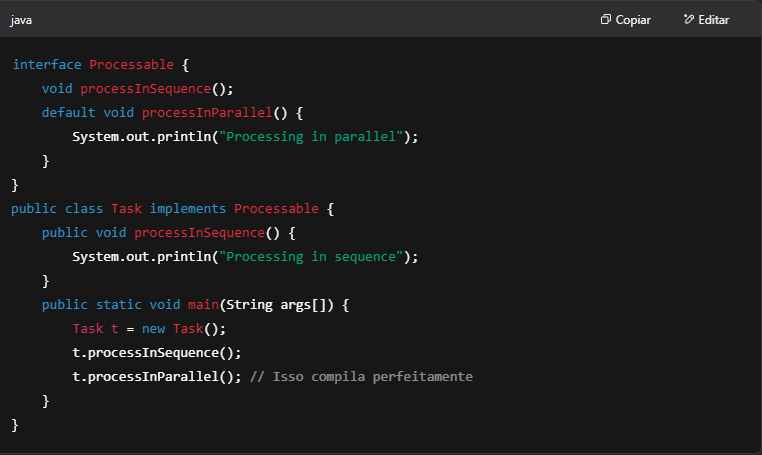 java
Copiar
Editar
interface Processable {
    void processInSequence();
    default void processInParallel() {
        System.out.println("Processing in parallel");
    }
}
public class Task implements Processable {
    public void processInSequence() {
        System.out.println("Processing in sequence");
    }
    public static void main(String args[]) {
        Task t = new Task();
        t.processInSequence();
        t.processInParallel(); // Isso compila perfeitamente
    }
}